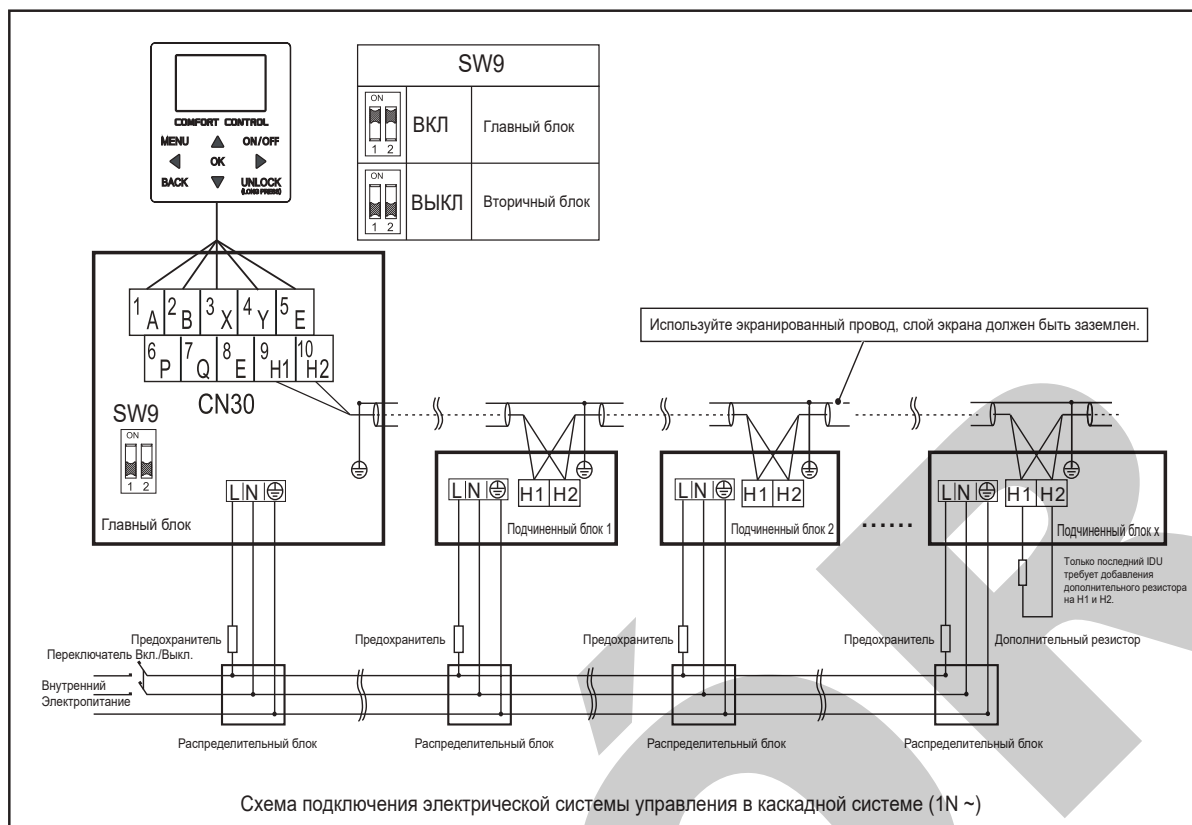 SW9
ON
1 2
ВКЛ
Главный блок
ON
1 2
ВЫКЛ
Вторичный блок
COMFORT CONTROL
MENU ON/OFF
OK
BACK UNLOCK
(LONG PRESS)
1 A 2 B 3 X 4 Y 5 E
6 P 7 Q 8 E 9 H1 10 H2
CN30
SW9
ON
1 2
Главный блок
L N
Используйте экранированный провод, слой экрана должен быть заземлен.
L N
H1 H2
Подчиненный блок 1
L N
H1 H2
Подчиненный блок 2
......
L N
H1 H2
Подчиненный блок x
Только последний IDU
требует добавления
дополнительного резистора
на H1 и H2.
Предохранитель
Предохранитель
Предохранитель
Предохранитель
Дополнительный резистор
Переключатель Вкл./Выкл.
Внутренний
Электропитание
Распределительный блок
Распределительный блок
Распределительный блок
Распределительный блок
Схема подключения электрической системы управления в каскадной системе (1N ~)